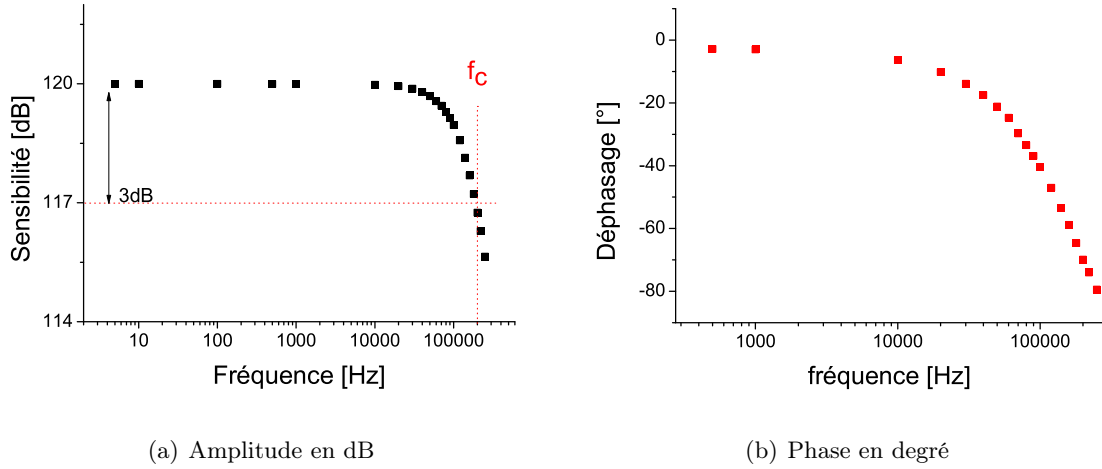 120
117
114
Sensibilité [dB]
3dB
fc
10
100
1000
10000
100000
Fréquence [Hz]
(a) Amplitude en dB
0
-20
-40
-60
-80
Déphasage [°]
1000
10000
100000
fréquence [Hz]
(b) Phase en degré